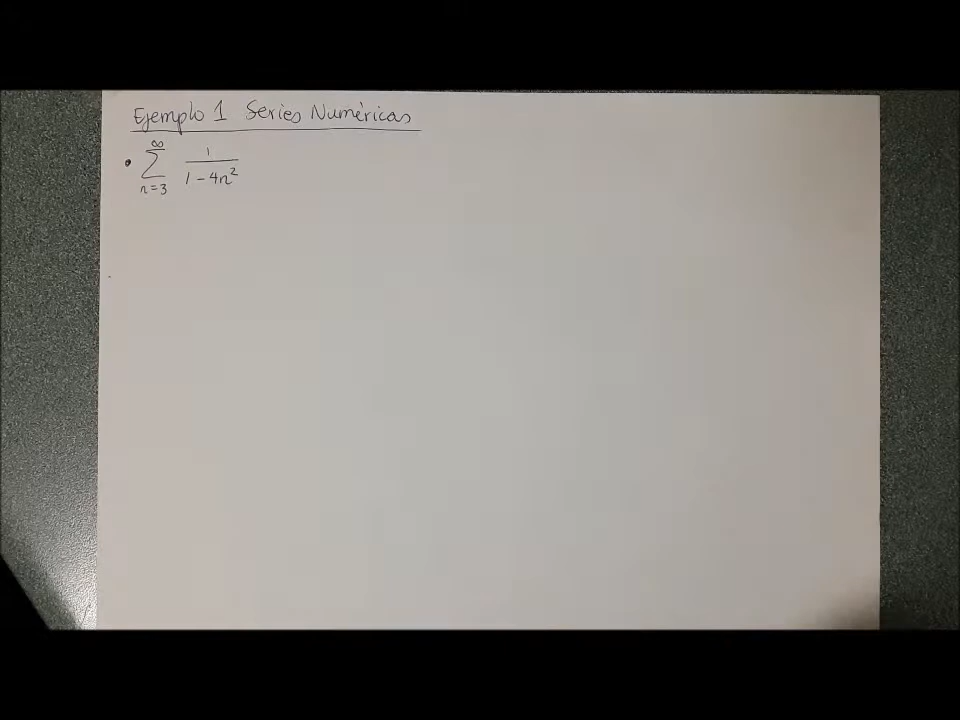 Ejemplo 1 Series Numéricas
• ∞
∑ 1/(1-4n²)
n=3